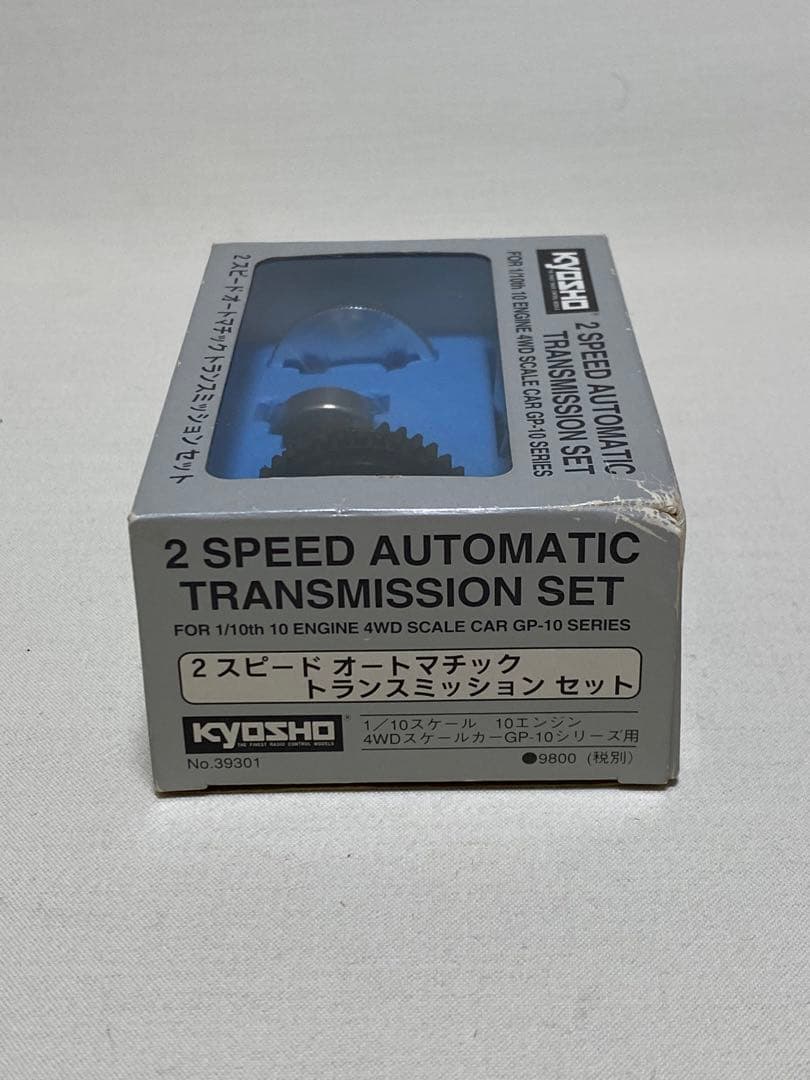 KYOSHO
2 SPEED AUTOMATIC
TRANSMISSION SET
FOR 1/10th 10 ENGINE 4WD SCALE CAR GP-10 SERIES
2スピード オートマチック トランスミッション セット
2 SPEED AUTOMATIC
TRANSMISSION SET
FOR 1/10th 10 ENGINE 4WD SCALE CAR GP-10 SERIES
2 スピード オートマチック
トランスミッション セット
KYOSHO®
THE FINEST RADIO CONTROL MODELS
No.39301
1/10スケール 10エンジン
4WDスケールカーGP-10シリーズ用
●9800 (税別)